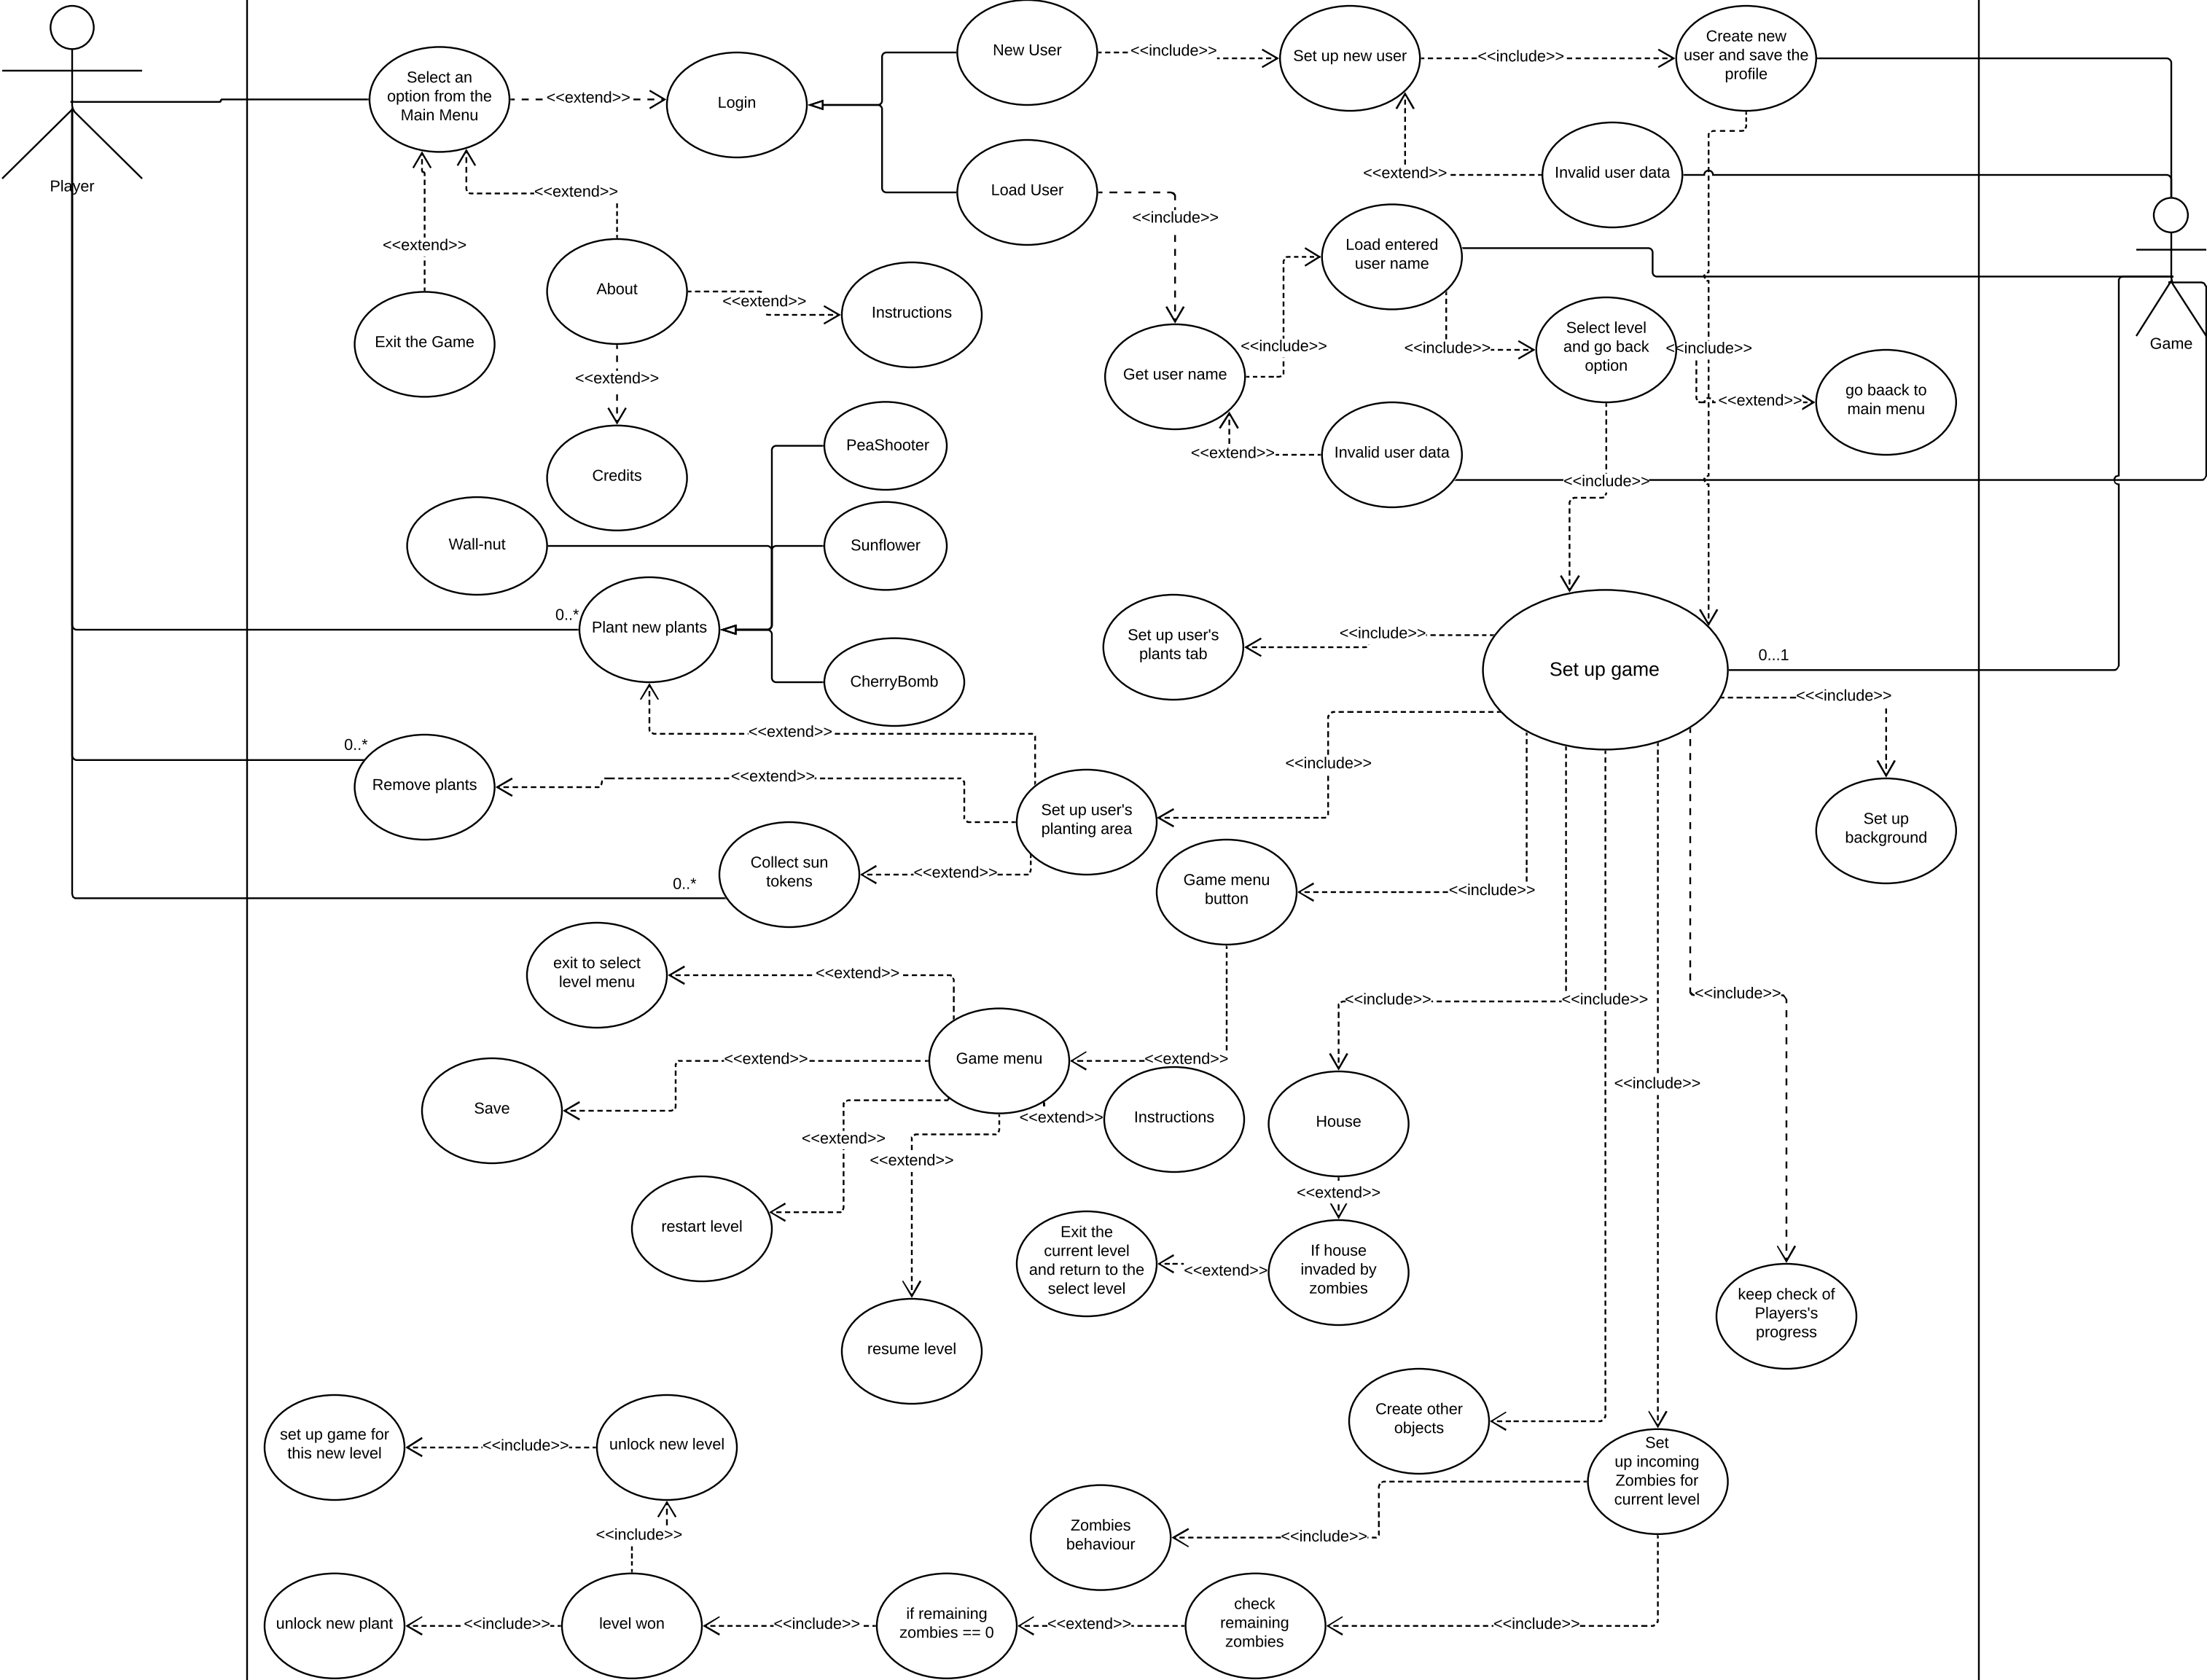 New User
<<include>>
Set up new user
<<include>>
Create new
user and save the
profile
Select an
option from the
Main Menu
<<extend>>
Login
Player
<<extend>>
Load User
<<include>>
<<extend>>
Invalid user data
<<extend>>
About
<<extend>>
Instructions
Exit the Game
Load entered
user name
<<include>>
<<include>>
Select level
and go back
option
<<include>>
Game
<<extend>>
Get user name
<<extend>>
go baack to
main menu
Credits
PeaShooter
<<extend>>
Invalid user data
<<include>>
Wall-nut
Sunflower
0..*
Plant new plants
CherryBomb
Set up user's
plants tab
<<include>>
Set up game
0...1
<<<include>>
<<extend>>
0..*
Remove plants
<<extend>>
<<include>>
Set up user's
planting area
Set up
background
Collect sun
tokens
0..*
<<extend>>
Game menu
button
<<include>>
exit to select
level menu
<<extend>>
<<include>>
<<include>>
<<include>>
Save
<<extend>>
Game menu
<<extend>>
<<include>>
<<extend>>
Instructions
House
<<extend>>
<<extend>>
restart level
<<extend>>
Exit the
current level
and return to the
select level
<<extend>>
If house
invaded by
zombies
keep check of
Players's
progress
resume level
Create other
objects
set up game for
this new level
<<include>>
unlock new level
Set
up incoming
Zombies for
current level
<<include>>
Zombies
behaviour
<<include>>
unlock new plant
<<include>>
level won
<<include>>
if remaining
zombies == 0
<<extend>>
check
remaining
zombies
<<include>>